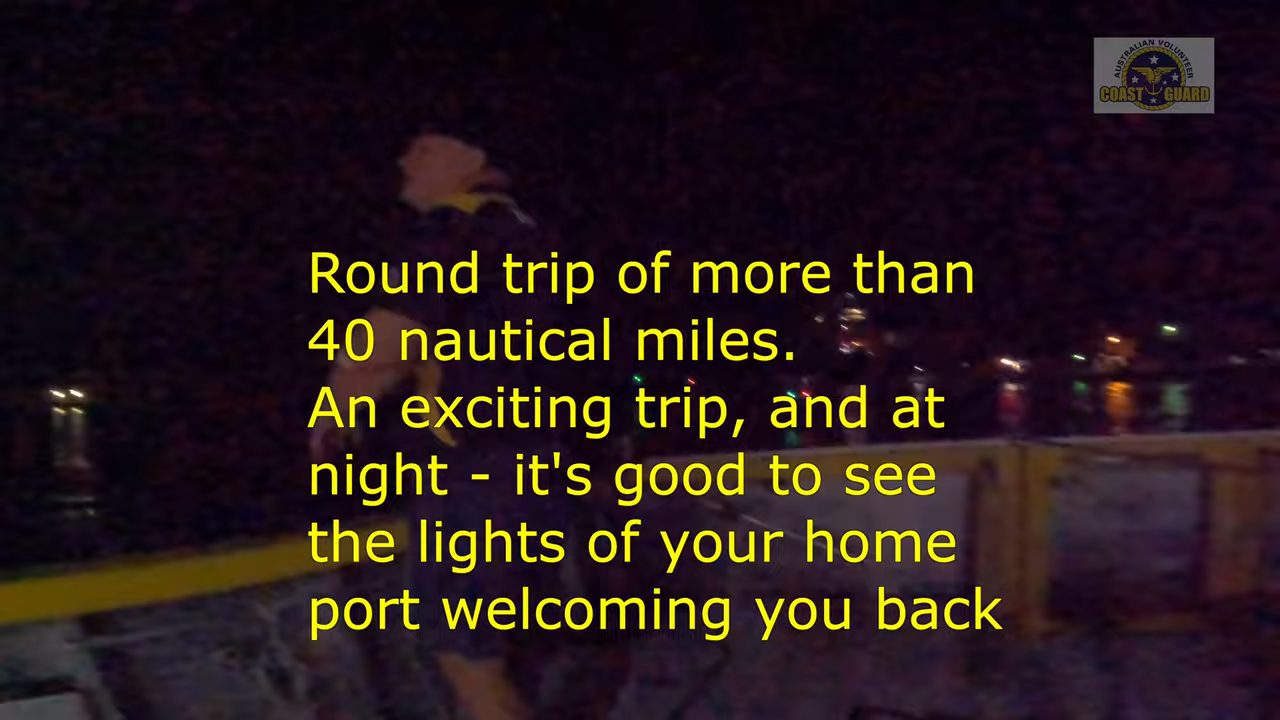 AUSTRALIAN VOLUNTEER
COAST GUARD
Round trip of more than
40 nautical miles.
An exciting trip, and at
night - it's good to see
the lights of your home
port welcoming you back